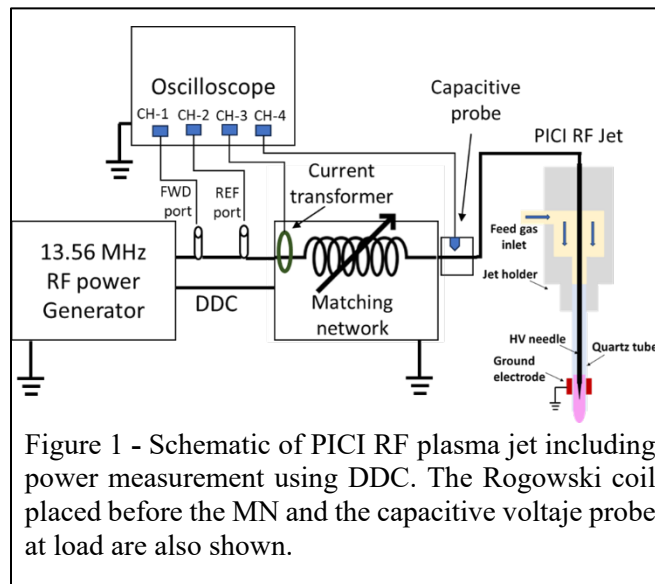 Oscilloscope
CH-1 CH-2 CH-3 CH-4
Capacitive
probe
PICI RF Jet
FWD
port
REF
port
Current
transformer
Feed gas
inlet
13.56 MHz
RF power
Generator
DDC
Matching
network
Jet holder
HV needle
Quartz tube
Ground
electrode
Figure 1 - Schematic of PICI RF plasma jet including
power measurement using DDC. The Rogowski coil
placed before the MN and the capacitive voltaje probe
at load are also shown.